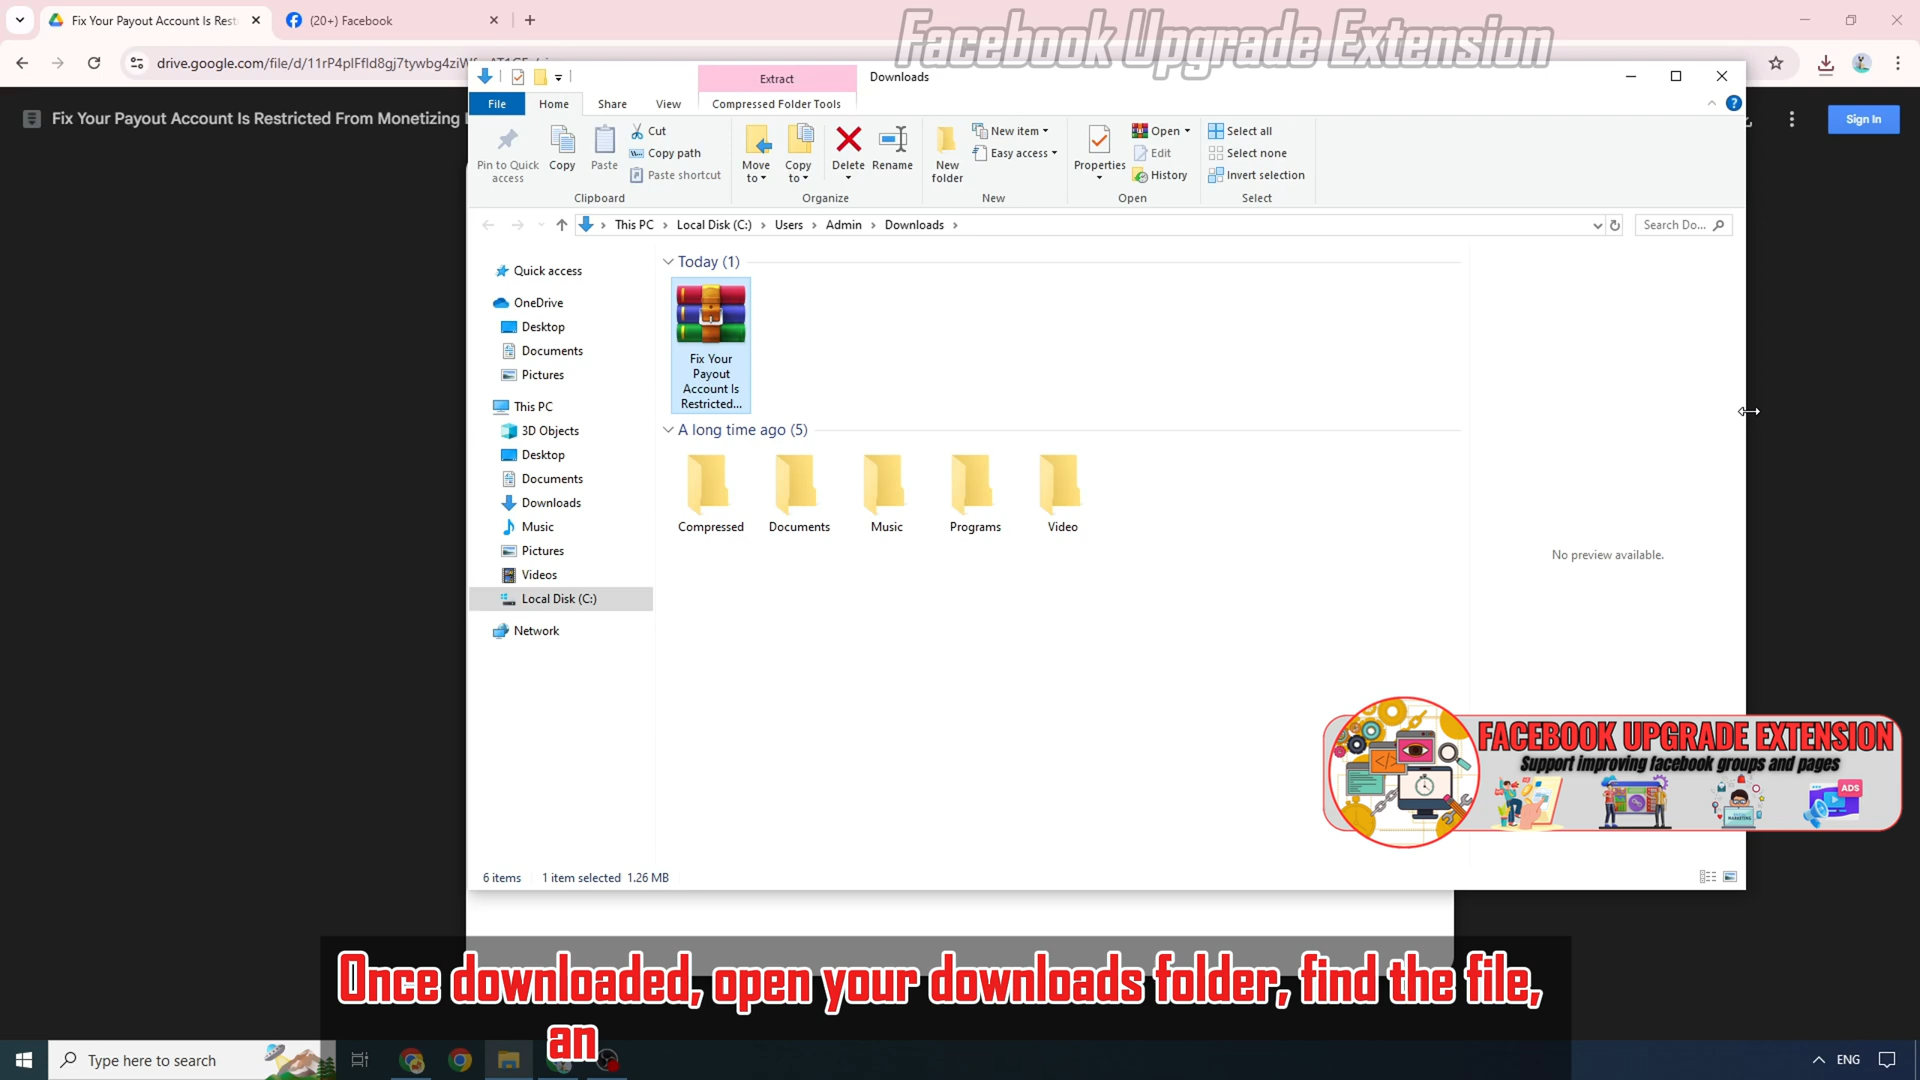 Fix Your Payout Account Is Rest
(20+) Facebook
Facebook Upgrade Extension
drive.google.com/file/d/
Extract
Downloads
File
Home
Share
View
Compressed Folder Tools
Fix Your Payout Account Is Restricted From Monetizing
Sign In
Pin to Quick access
Copy
Paste
Cut
Copy path
Paste shortcut
Move to
Copy to
Delete
Rename
New folder
New item
Easy access
Properties
Open
Edit
History
Select all
Select none
Invert selection
Clipboard
Organize
New
Open
Select
This PC
Local Disk (C:)
Users
Admin
Downloads
Search Do...
Quick access
OneDrive
Desktop
Documents
Pictures
This PC
3D Objects
Desktop
Documents
Downloads
Music
Pictures
Videos
Local Disk (C:)
Network
Today (1)
Fix Your
Payout
Account Is
Restricted...
A long time ago (5)
Compressed
Documents
Music
Programs
Video
No preview available.
FACEBOOK UPGRADE EXTENSION
Support improving facebook groups and pages
ADS
6 items
1 item selected 1.26 MB
Once downloaded, open your downloads folder, find the file,
an
Type here to search
ENG